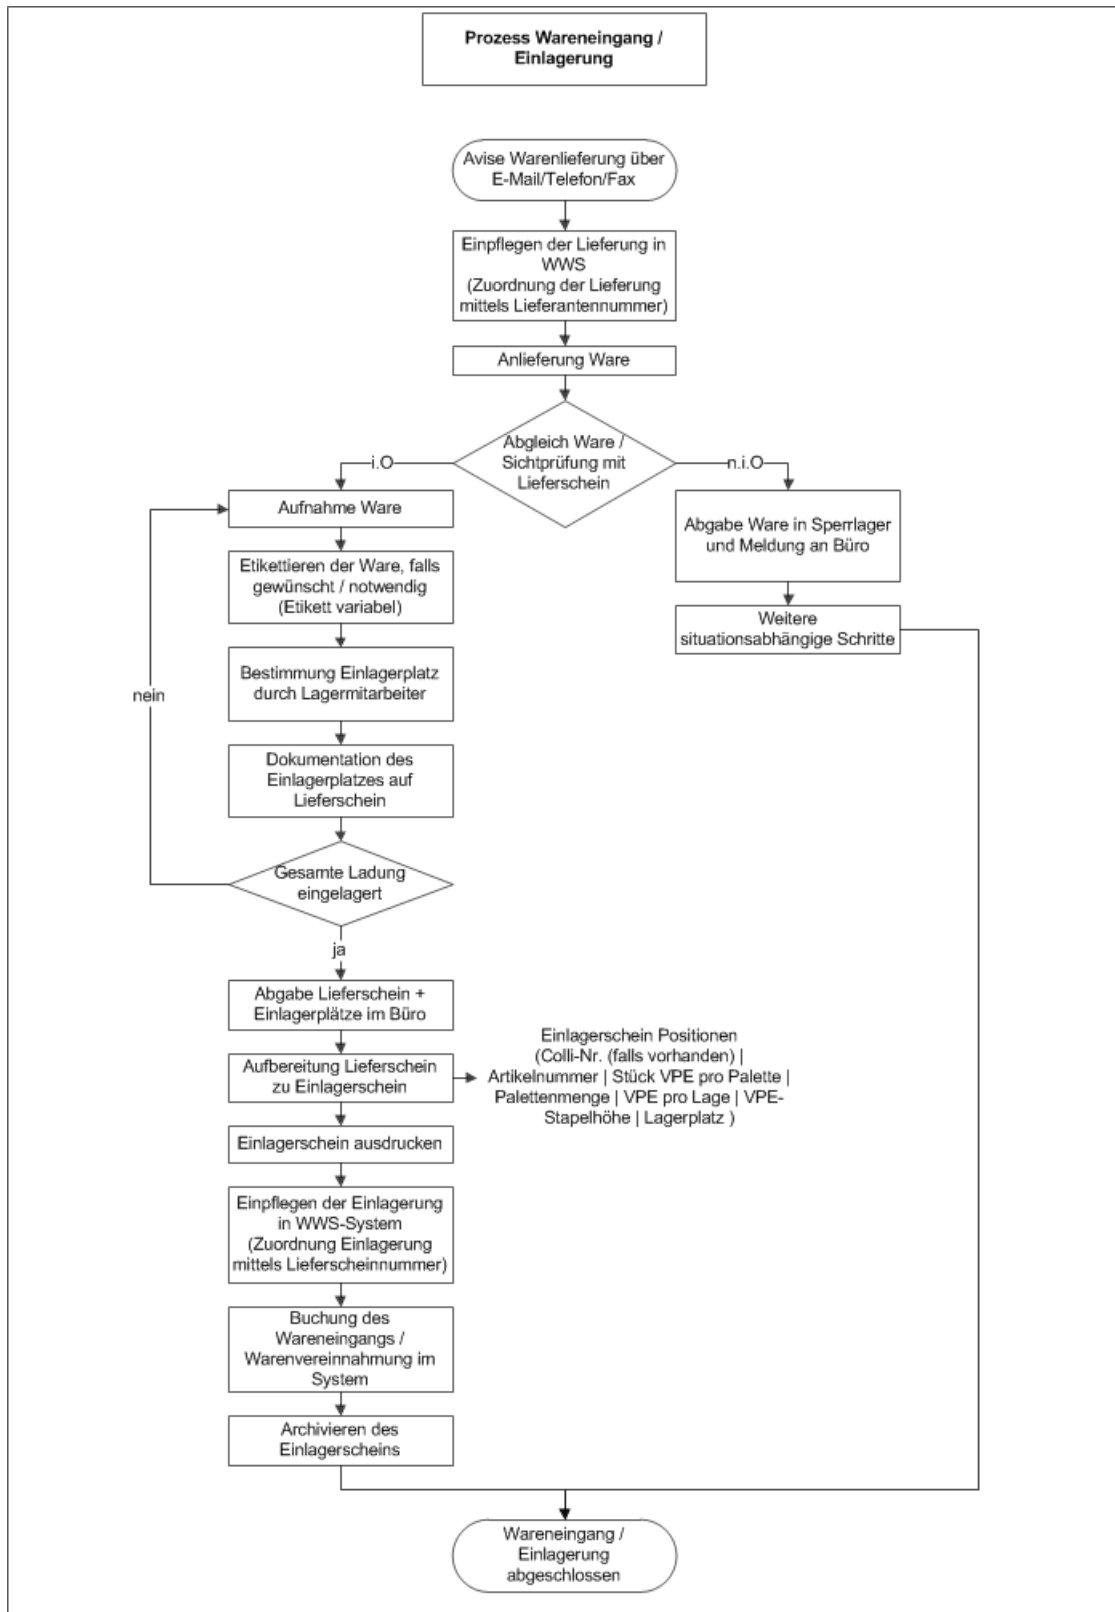 Prozess Wareneingang /
Einlagerung
Avise Warenlieferung über
E-Mail/Telefon/Fax
Einpflegen der Lieferung in
WWS
(Zuordnung der Lieferung
mittels Lieferantennummer)
Anlieferung Ware
Abgleich Ware /
Sichtprüfung mit
Lieferschein
i.O
n.i.O
Aufnahme Ware
Abgabe Ware in Sperrlager
und Meldung an Büro
Etikettieren der Ware, falls
gewünscht / notwendig
(Etikett variabel)
Weitere
situationsabhängige Schritte
Bestimmung Einlagerplatz
durch Lagermitarbeiter
nein
Dokumentation des
Einlagerplatzes auf
Lieferschein
Gesamte Ladung
eingelagert
ja
Abgabe Lieferschein +
Einlagerplätze im Büro
Aufbereitung Lieferschein
zu Einlagerschein
Einlagerschein Positionen
(Colli-Nr. (falls vorhanden) |
Artikelnummer | Stück VPE pro Palette |
Palettenmenge | VPE pro Lage | VPE-
Stapelhöhe | Lagerplatz )
Einlagerschein ausdrucken
Einpflegen der Einlagerung
in WWS-System
(Zuordnung Einlagerung
mittels Lieferscheinnummer)
Buchung des
Wareneingangs /
Warenvereinnahmung im
System
Archivieren des
Einlagerscheins
Wareneingang /
Einlagerung
abgeschlossen